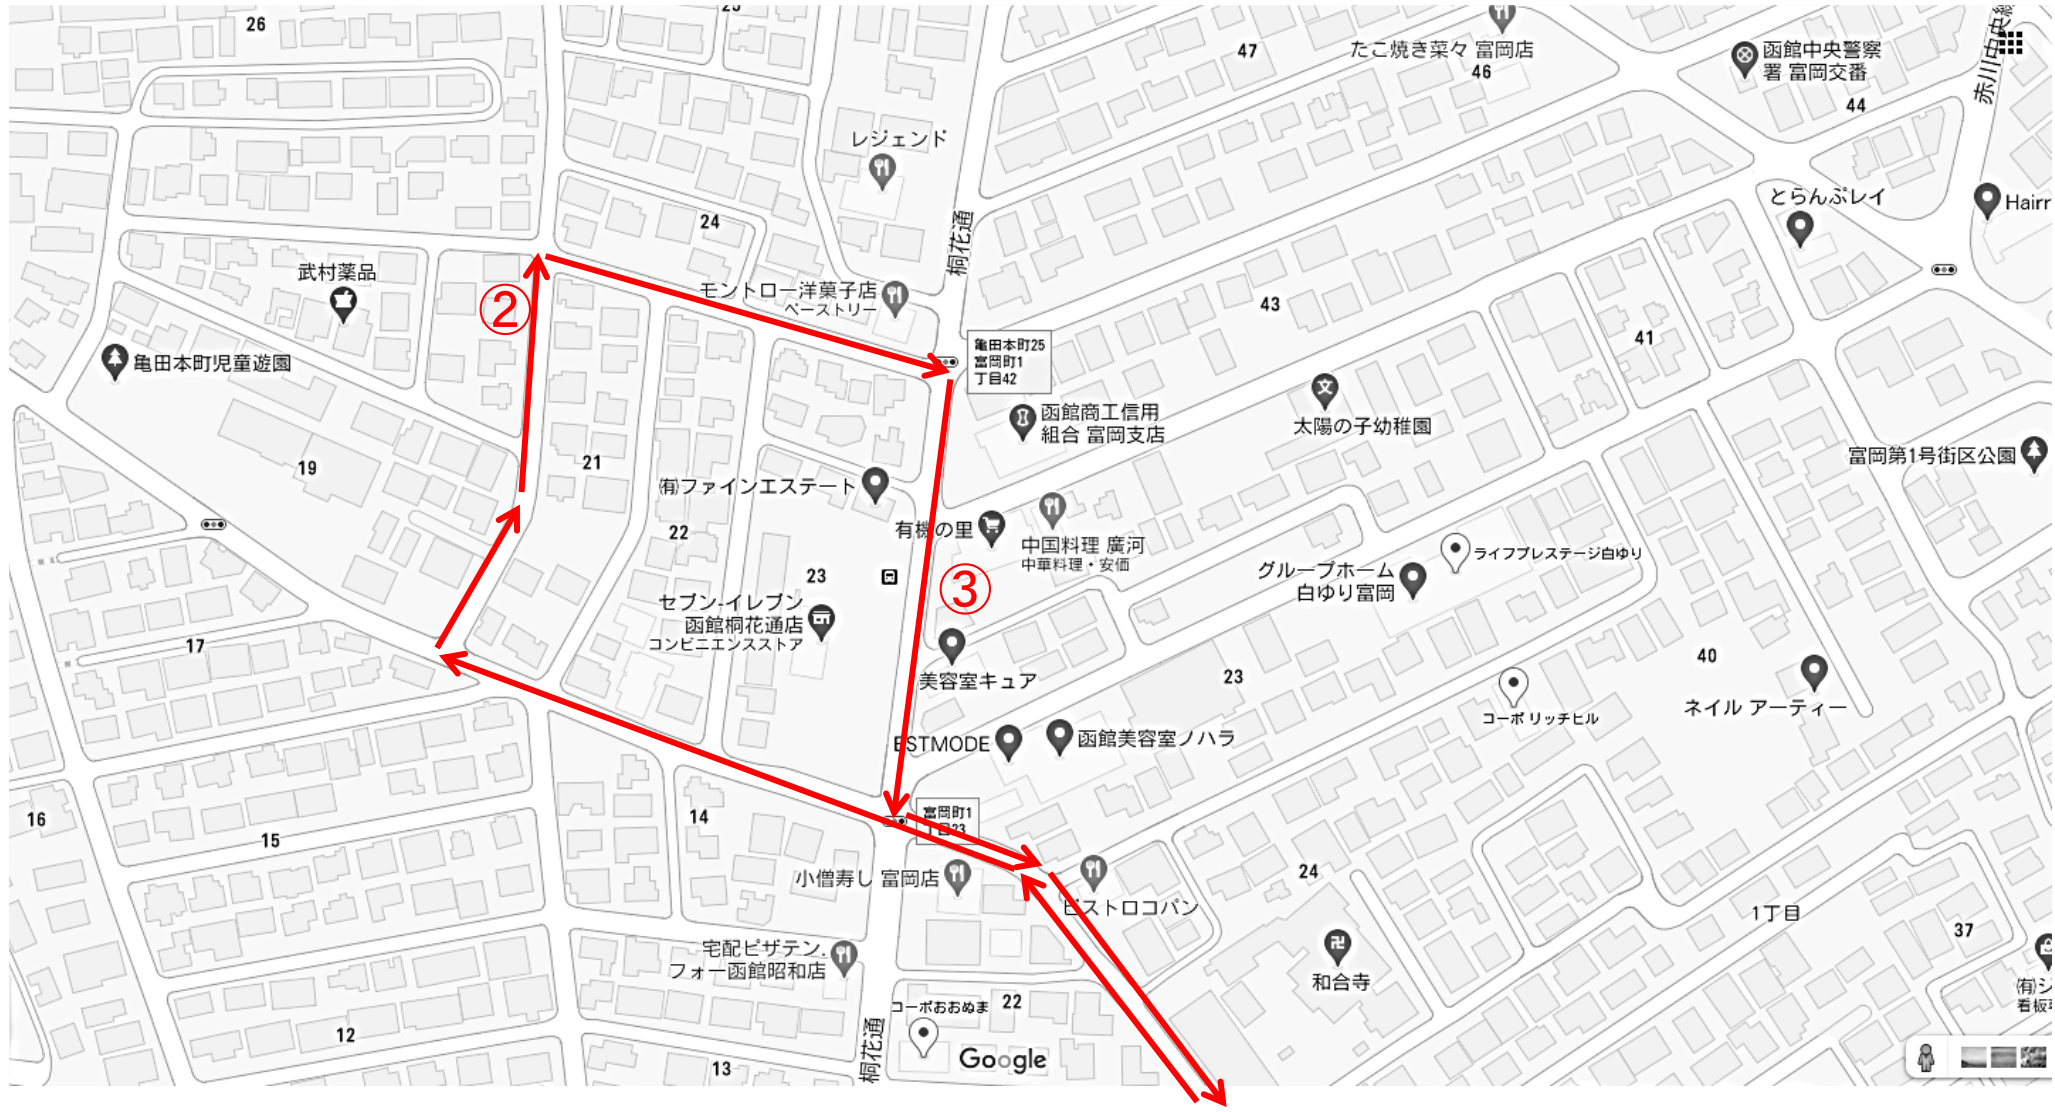 26
47
たこ焼き菜々 富岡店
46
函館中央警察
署 富岡交番
44
レジェンド
とらんぷレイ
Hairr
24
桐花通
武村薬品
モントロー洋菓子店
ペーストリー
②
43
41
亀田本町25
富岡町1
丁目42
亀田本町児童遊園
函館商工信用
組合 富岡支店
太陽の子幼稚園
富岡第1号街区公園
19
21
㈲ファインエステート
22
有機の里
中国料理 廣河
中華料理・安価
ライフプレステージ白ゆり
グループホーム
白ゆり富岡
23
③
セブン-イレブン
函館桐花通店
コンビニエンスストア
17
美容室キュア
23
40
ネイル アーティー
コーポ リッチヒル
ESTMODE
函館美容室ノハラ
16
14
富岡町1
丁目23
15
小僧寿し 富岡店
24
ビストロコパン
1丁目
37
宅配ピザテン.
フォー函館昭和店
和合寺
コーポおおぬま
22
12
13
桐花通
Google